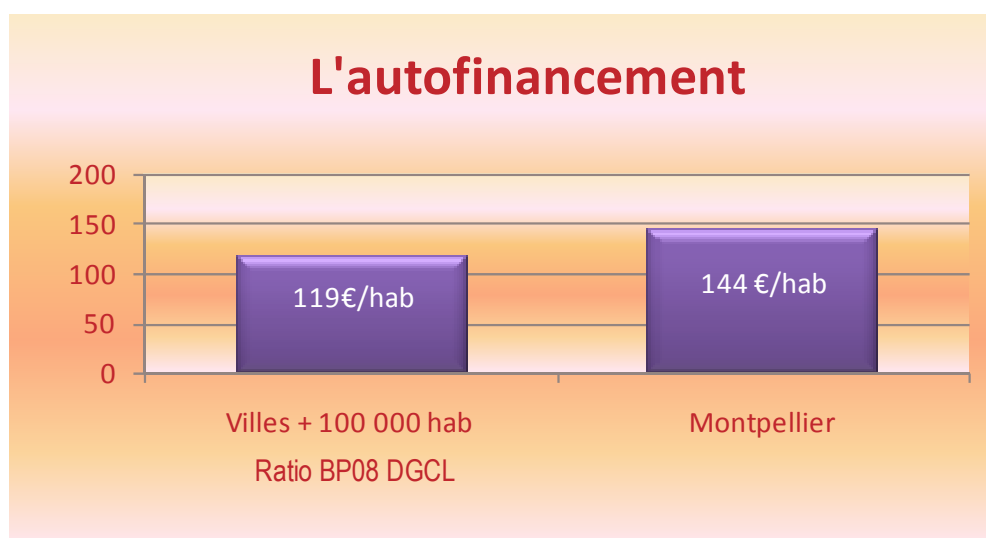 L'autofinancement
200
150
100
50
0
119€/hab
144 €/hab
Villes + 100 000 hab
Montpellier
Ratio BP08 DGCL